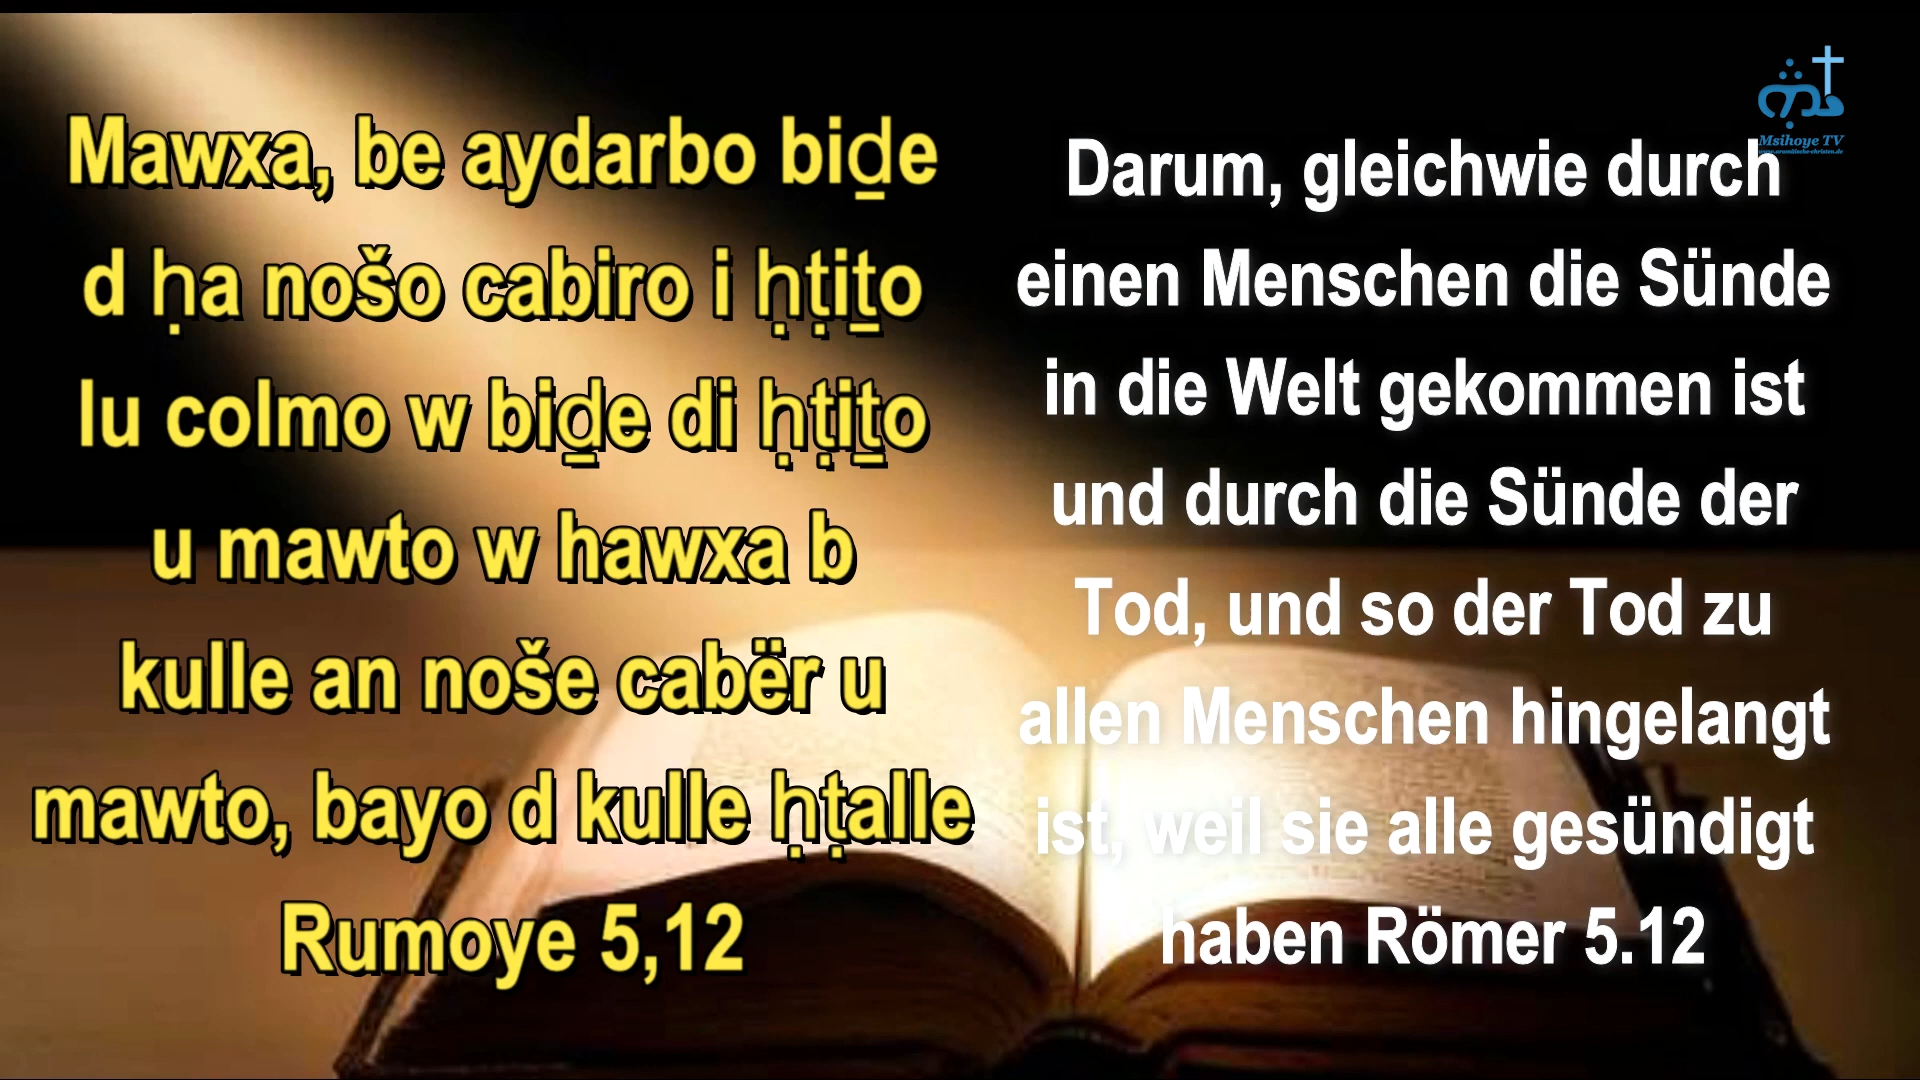 Mawxa, be aydarbo biḏe
d ḥa nošo cabiro i ḥṭiṯo
lu colmo w biḏe di ḥṭiṯo
u mawto w hawxa b
kulle an noše cabër u
mawto, bayo d kulle ḥṭalle
Rumoye 5,12
Msihoye TV
Darum, gleichwie durch
einen Menschen die Sünde
in die Welt gekommen ist
und durch die Sünde der
Tod, und so der Tod zu
allen Menschen hingelangt
ist, weil sie alle gesündigt
haben Römer 5.12